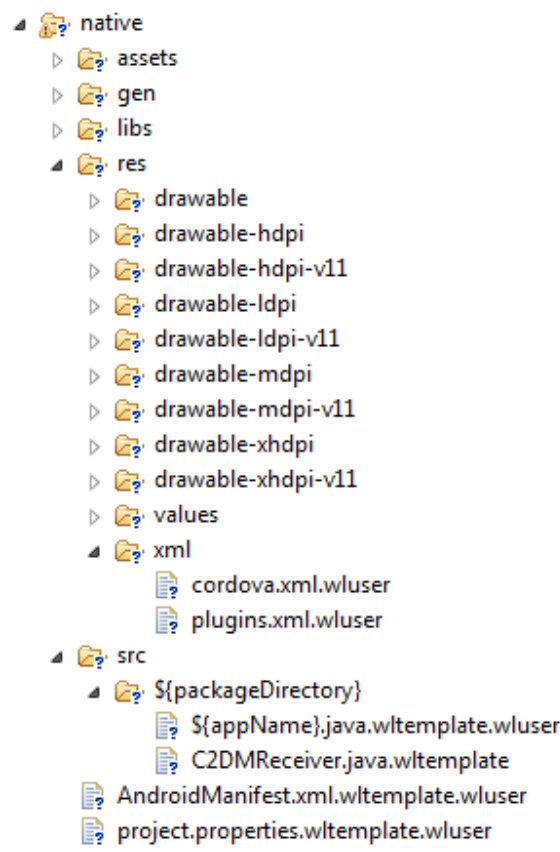 native
assets
gen
libs
res
drawable
drawable-hdpi
drawable-hdpi-v11
drawable-ldpi
drawable-ldpi-v11
drawable-mdpi
drawable-mdpi-v11
drawable-xhdpi
drawable-xhdpi-v11
values
xml
cordova.xml.wluser
plugins.xml.wluser
src
${packageDirectory}
${appName}.java.wltemplate.wluser
C2DMReceiver.java.wltemplate
AndroidManifest.xml.wltemplate.wluser
project.properties.wltemplate.wluser